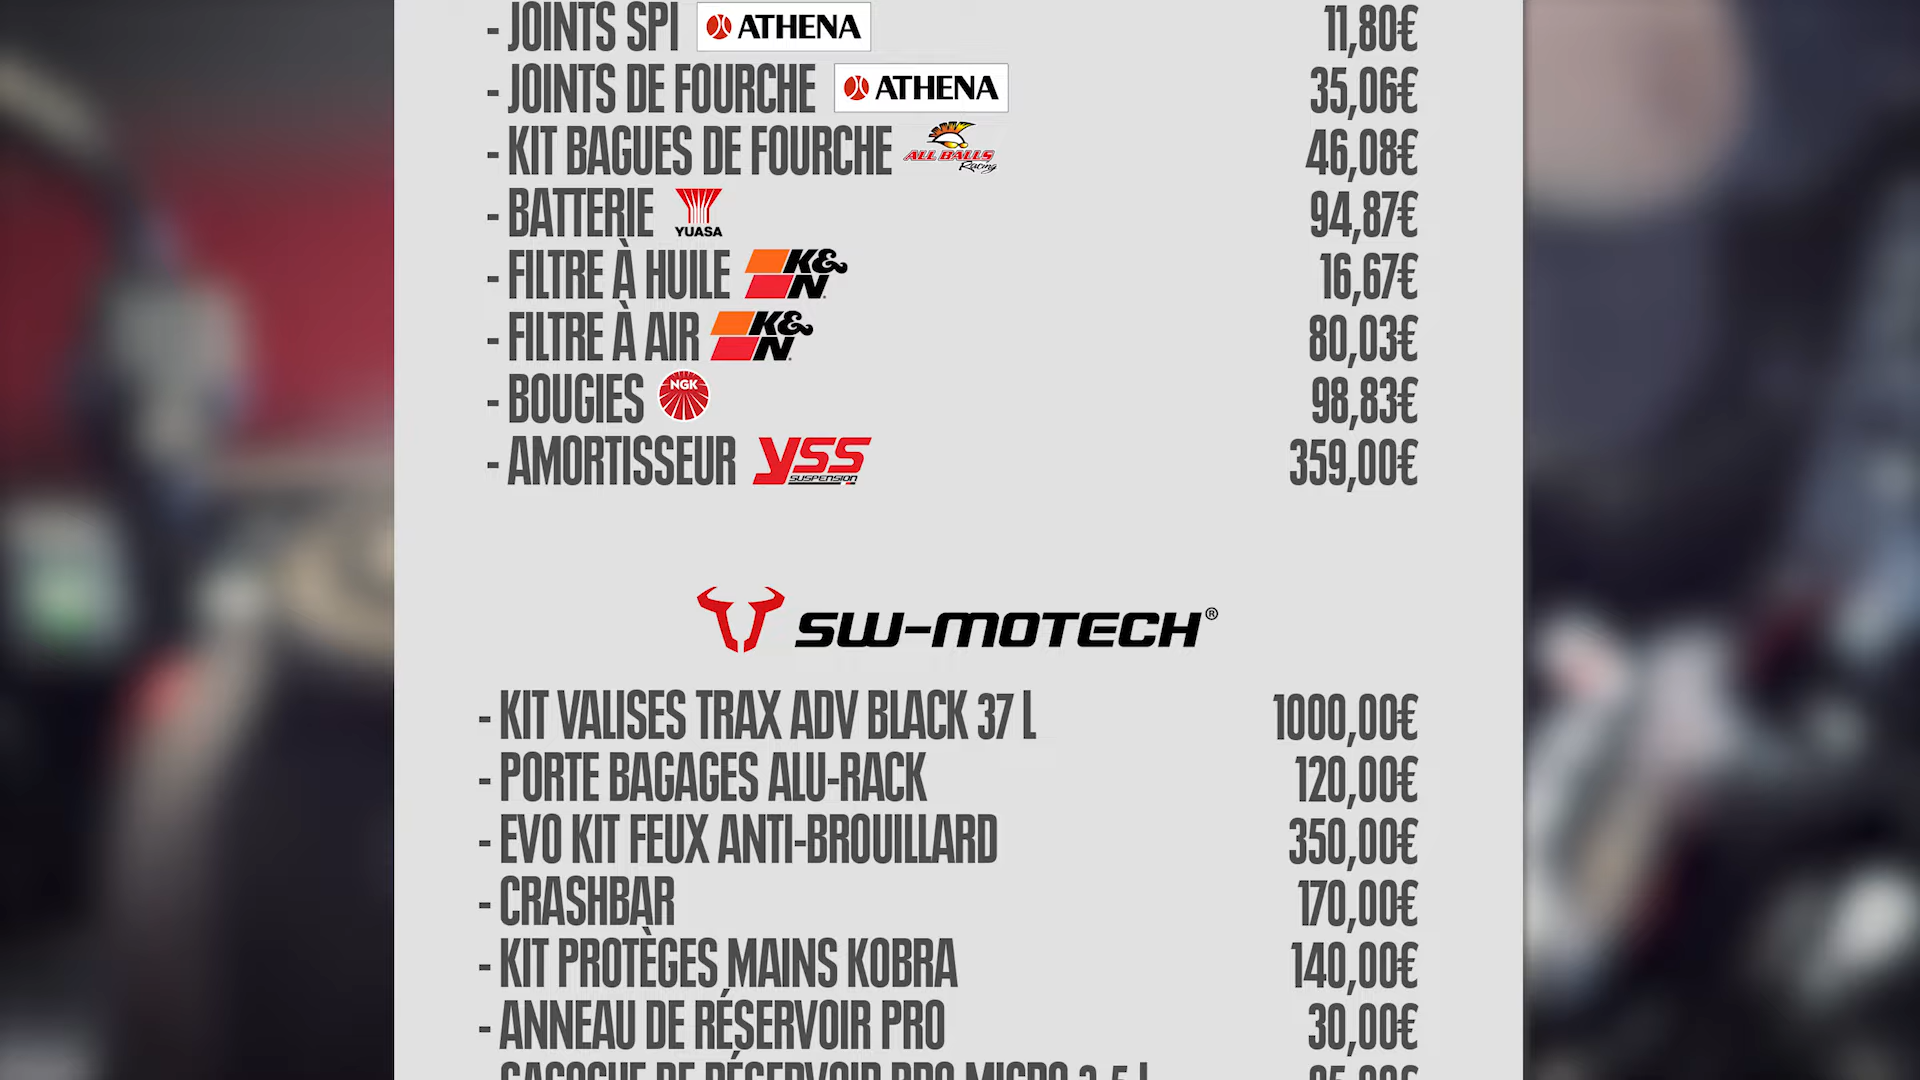 - JOINTS SPI ATHENA 11,80€
- JOINTS DE FOURCHE ATHENA 35,06€
- KIT BAGUES DE FOURCHE ALL BALLS Racing 46,08€
- BATTERIE YUASA 94,87€
- FILTRE À HUILE K&N 16,67€
- FILTRE À AIR K&N 80,03€
- BOUGIES NGK 98,83€
- AMORTISSEUR YSS SUSPENSION 359,00€
SW-MOTECH®
- KIT VALISES TRAX ADV BLACK 37 L 1000,00€
- PORTE BAGAGES ALU-RACK 120,00€
- EVO KIT FEUX ANTI-BROUILLARD 350,00€
- CRASHBAR 170,00€
- KIT PROTÈGES MAINS KOBRA 140,00€
- ANNEAU DE RÉSERVOIR PRO 30,00€
DE RÉSERVOIR PRO MICRO